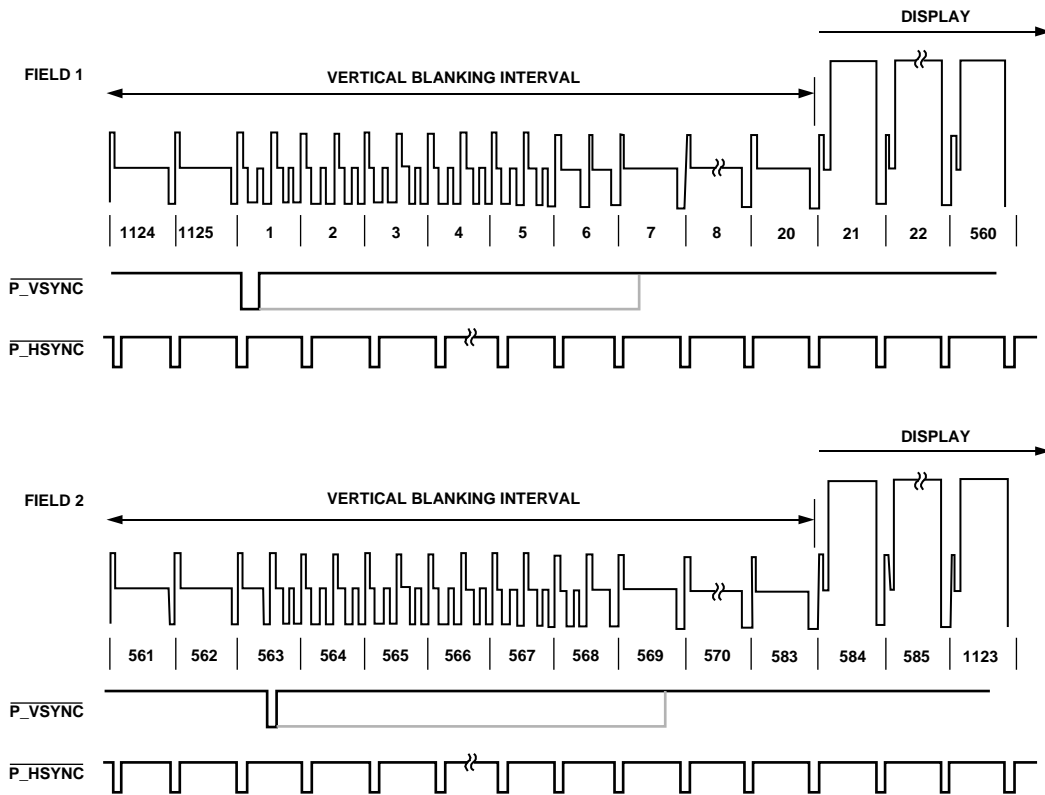 DISPLAY
FIELD 1
VERTICAL BLANKING INTERVAL
1124 1125 1 2 3 4 5 6 7 8 20 21 22 560
P_VSYNC
P_HSYNC
DISPLAY
FIELD 2
VERTICAL BLANKING INTERVAL
561 562 563 564 565 566 567 568 569 570 583 584 585 1123
P_VSYNC
P_HSYNC